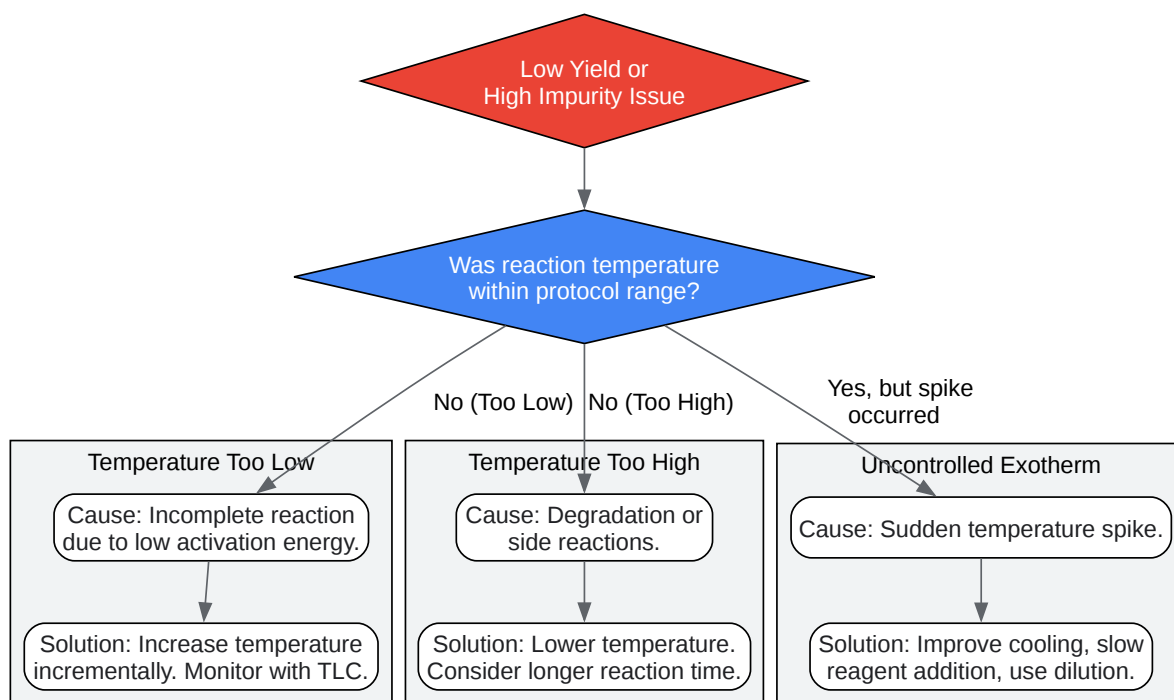 Low Yield or
High Impurity Issue
Was reaction temperature
within protocol range?
No (Too Low)
No (Too High)
Yes, but spike
occurred
Temperature Too Low
Cause: Incomplete reaction
due to low activation energy.
Solution: Increase temperature
incrementally. Monitor with TLC.
Temperature Too High
Cause: Degradation or
side reactions.
Solution: Lower temperature.
Consider longer reaction time.
Uncontrolled Exotherm
Cause: Sudden temperature spike.
Solution: Improve cooling, slow
reagent addition, use dilution.